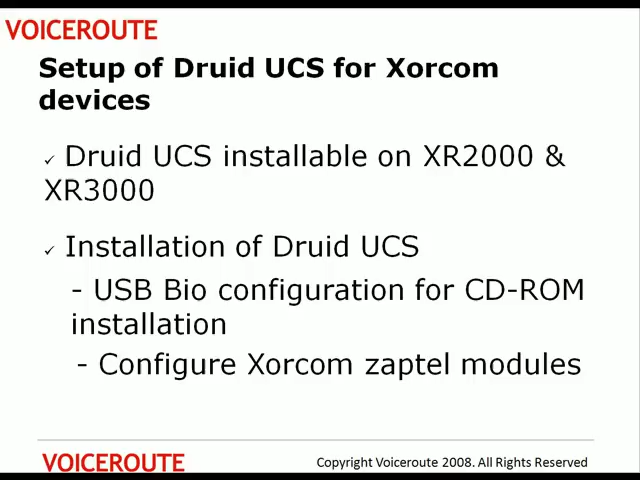 VOICEROUTE
Setup of Druid UCS for Xorcom
devices
✓ Druid UCS installable on XR2000 &
XR3000
✓ Installation of Druid UCS
- USB Bio configuration for CD-ROM
installation
- Configure Xorcom zaptel modules
VOICEROUTE
Copyright Voiceroute 2008. All Rights Reserved